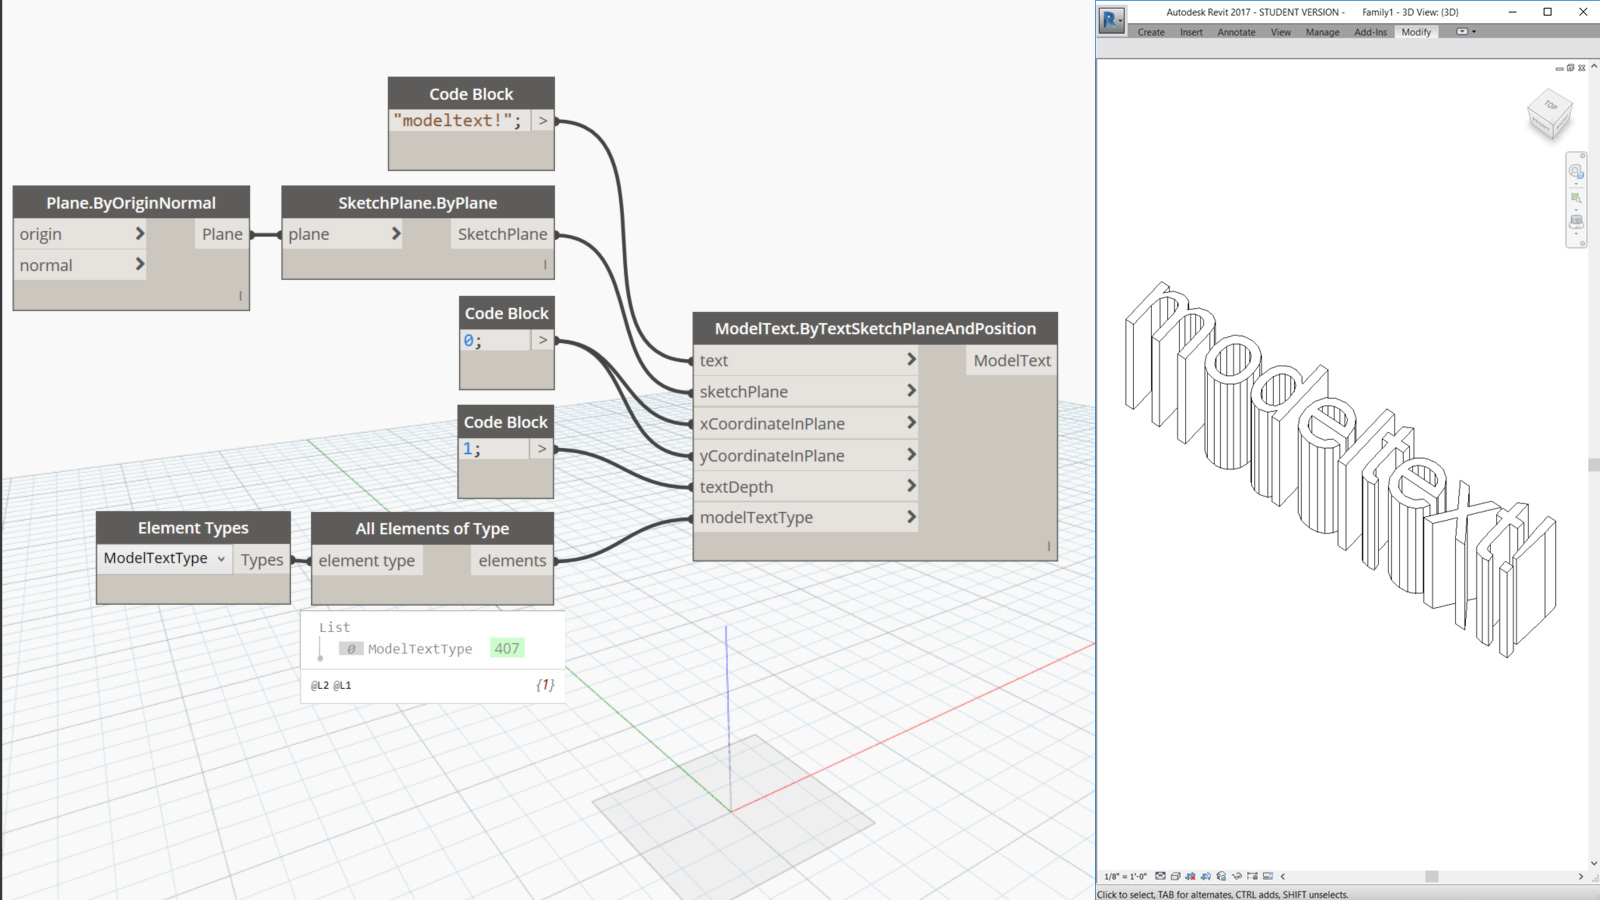 Code Block
"modeltext!"; >
Plane.ByOriginNormal
origin > Plane
normal >
l
SketchPlane.ByPlane
plane > SketchPlane
l
Code Block
0; >
Code Block
1; >
Element Types
ModelTextType Types
All Elements of Type
element type elements
List
0 ModelTextType 407
@L2 @L1 {1}
ModelText.ByTextSketchPlaneAndPosition
text > ModelText
sketchPlane >
xCoordinateInPlane >
yCoordinateInPlane >
textDepth >
modelTextType >
l
R
Autodesk Revit 2017 - STUDENT VERSION - Family1 - 3D View: {3D}
Create Insert Annotate View Manage Add-Ins Modify
TOP
modeltext!
1/8" = 1'-0"
Click to select, TAB for alternates, CTRL adds, SHIFT unselects.